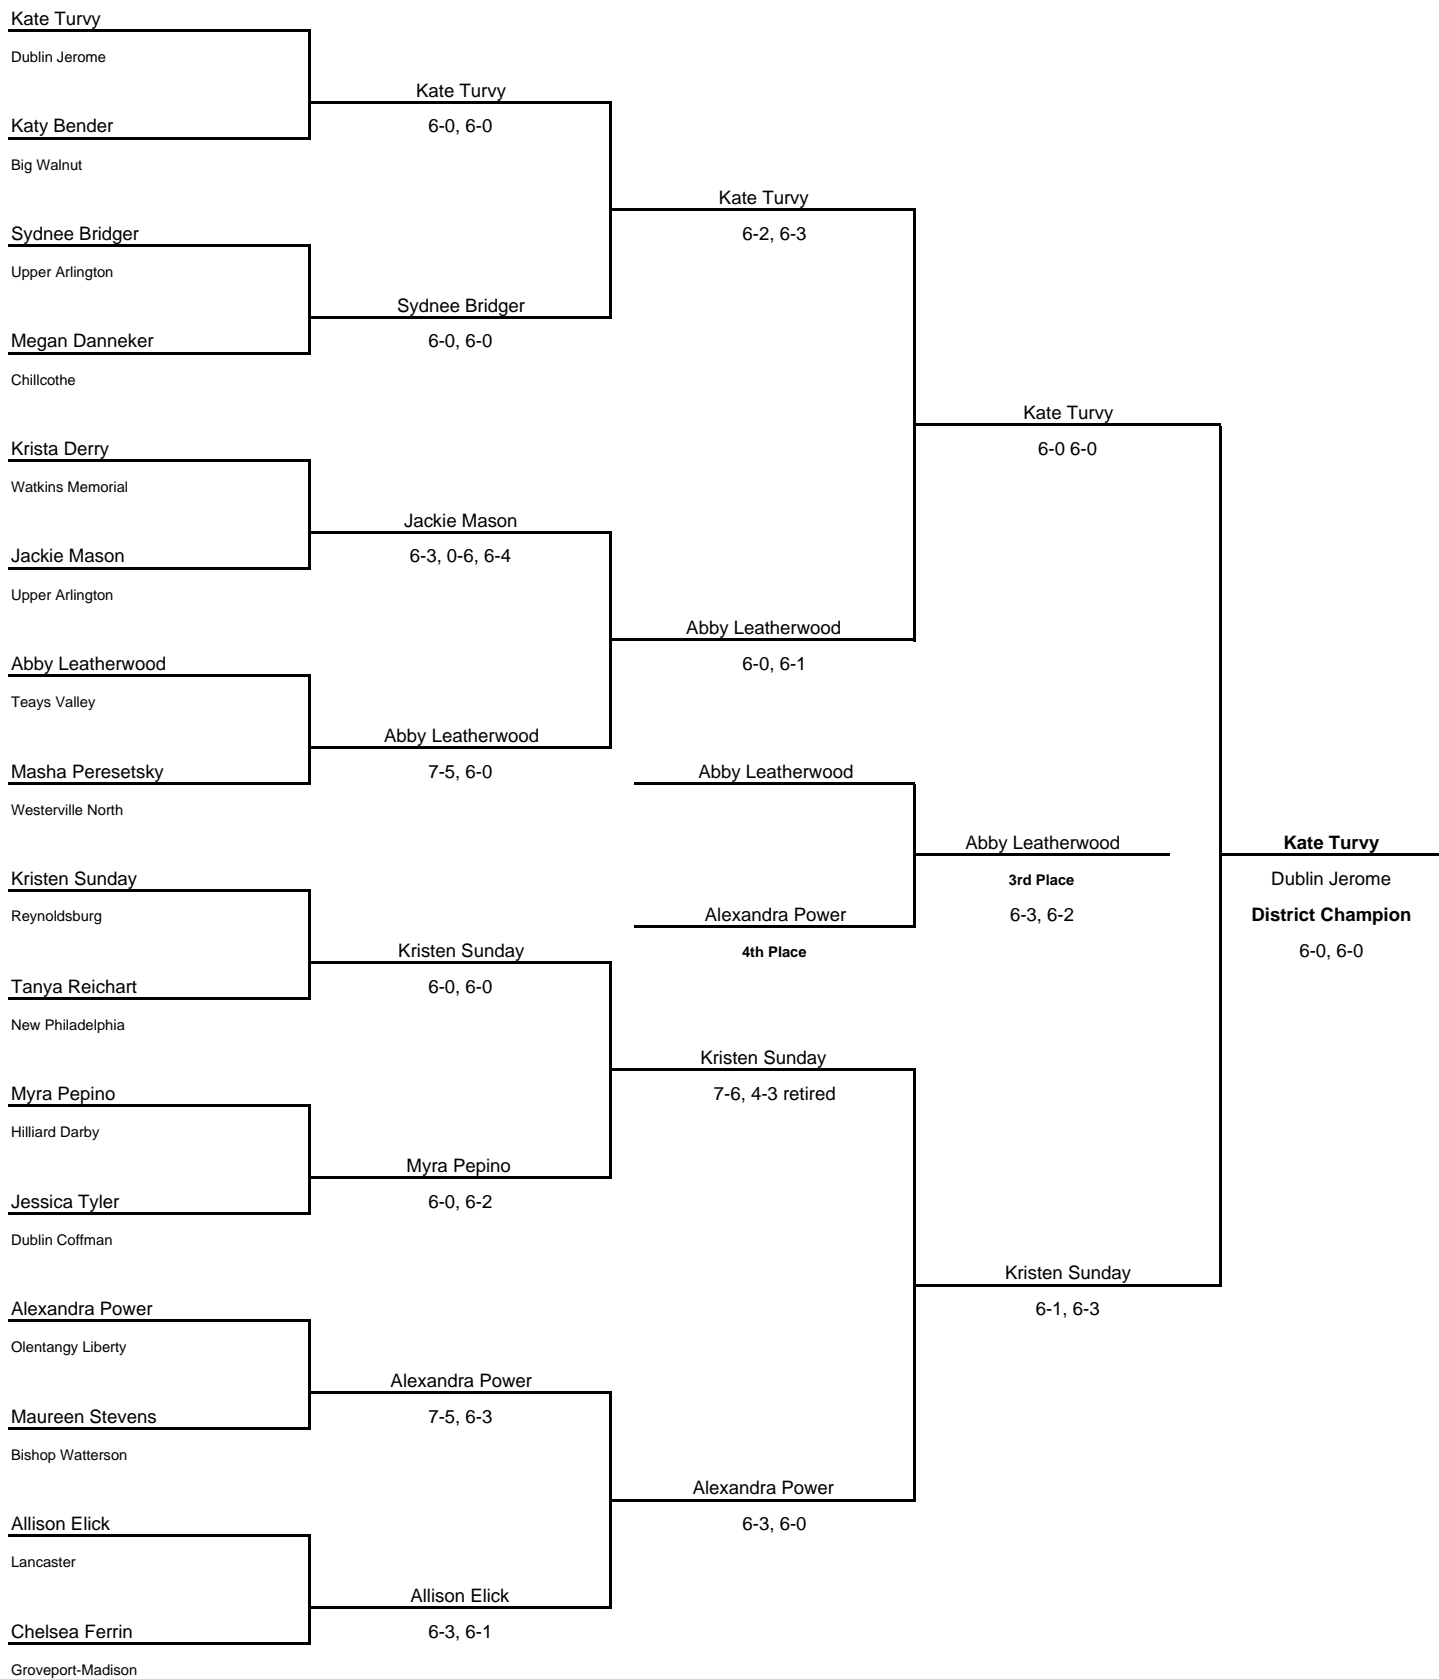 Kate Turvy
Dublin Jerome
Kate Turvy
Katy Bender
6-0, 6-0
Big Walnut
Kate Turvy
Sydnee Bridger
6-2, 6-3
Upper Arlington
Sydnee Bridger
Megan Danneker
6-0, 6-0
Chillcothe
Kate Turvy
Krista Derry
6-0 6-0
Watkins Memorial
Jackie Mason
Jackie Mason
6-3, 0-6, 6-4
Upper Arlington
Abby Leatherwood
Abby Leatherwood
6-0, 6-1
Teays Valley
Abby Leatherwood
Masha Peresetsky
7-5, 6-0
Abby Leatherwood
Westerville North
Abby Leatherwood
Kate Turvy
Kristen Sunday
3rd Place
Dublin Jerome
Reynoldsburg
Alexandra Power
6-3, 6-2
District Champion
Kristen Sunday
4th Place
6-0, 6-0
Tanya Reichart
6-0, 6-0
New Philadelphia
Kristen Sunday
Myra Pepino
7-6, 4-3 retired
Hilliard Darby
Myra Pepino
Jessica Tyler
6-0, 6-2
Dublin Coffman
Kristen Sunday
Alexandra Power
6-1, 6-3
Olentangy Liberty
Alexandra Power
Maureen Stevens
7-5, 6-3
Bishop Watterson
Alexandra Power
Allison Elick
6-3, 6-0
Lancaster
Allison Elick
Chelsea Ferrin
6-3, 6-1
Groveport-Madison